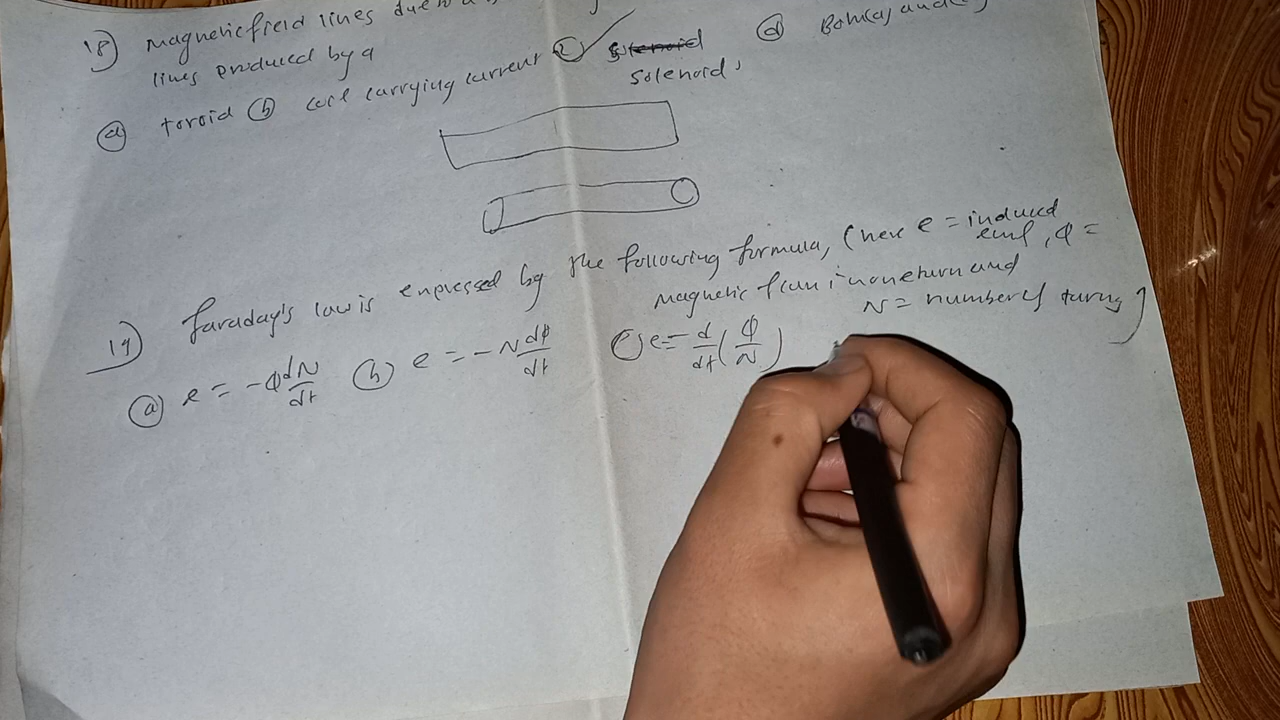 18) Magnetic field lines due
lines produced by a
(a) toroid (b) coil carrying current (c) solenoid, (d) Both (a) and
19) Faraday's law is expressed by the following formula, (here e = induced emf, φ =
Magnetic flux in one turn and
N = number of turns)
(a) e = -φ dN/dt (b) e = -N dφ/dt (c) e = -d/dt (φ/N)